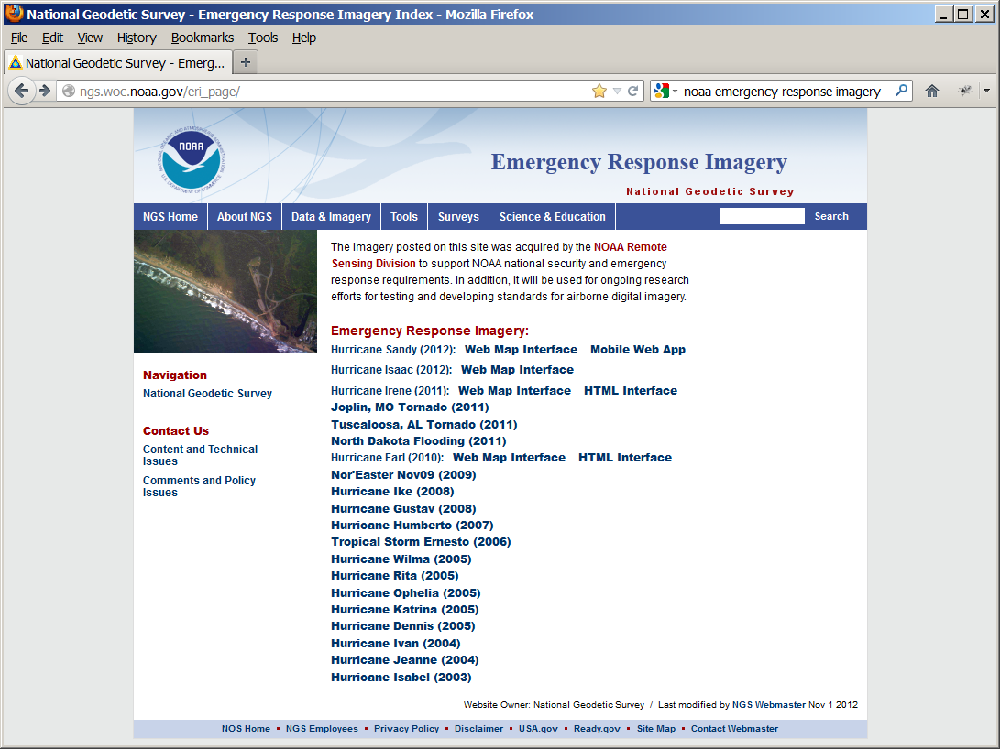 National Geodetic Survey - Emergency Response Imagery Index - Mozilla Firefox
File Edit View History Bookmarks Tools Help
National Geodetic Survey - Emerg...
ngs.woc.noaa.gov/eri_page/
noaa emergency response imagery
NATIONAL OCEANIC AND ATMOSPHERIC ADMINISTRATION
NOAA
U.S. DEPARTMENT OF COMMERCE
Emergency Response Imagery
National Geodetic Survey
NGS Home About NGS Data & Imagery Tools Surveys Science & Education Search
The imagery posted on this site was acquired by the NOAA Remote
Sensing Division to support NOAA national security and emergency
response requirements. In addition, it will be used for ongoing research
efforts for testing and developing standards for airborne digital imagery.
Navigation
National Geodetic Survey
Contact Us
Content and Technical
Issues
Comments and Policy
Issues
Emergency Response Imagery:
Hurricane Sandy (2012): Web Map Interface Mobile Web App
Hurricane Isaac (2012): Web Map Interface
Hurricane Irene (2011): Web Map Interface HTML Interface
Joplin, MO Tornado (2011)
Tuscaloosa, AL Tornado (2011)
North Dakota Flooding (2011)
Hurricane Earl (2010): Web Map Interface HTML Interface
Nor'Easter Nov09 (2009)
Hurricane Ike (2008)
Hurricane Gustav (2008)
Hurricane Humberto (2007)
Tropical Storm Ernesto (2006)
Hurricane Wilma (2005)
Hurricane Rita (2005)
Hurricane Ophelia (2005)
Hurricane Katrina (2005)
Hurricane Dennis (2005)
Hurricane Ivan (2004)
Hurricane Jeanne (2004)
Hurricane Isabel (2003)
Website Owner: National Geodetic Survey / Last modified by NGS Webmaster Nov 1 2012
NOS Home ▪ NGS Employees ▪ Privacy Policy ▪ Disclaimer ▪ USA.gov ▪ Ready.gov ▪ Site Map ▪ Contact Webmaster